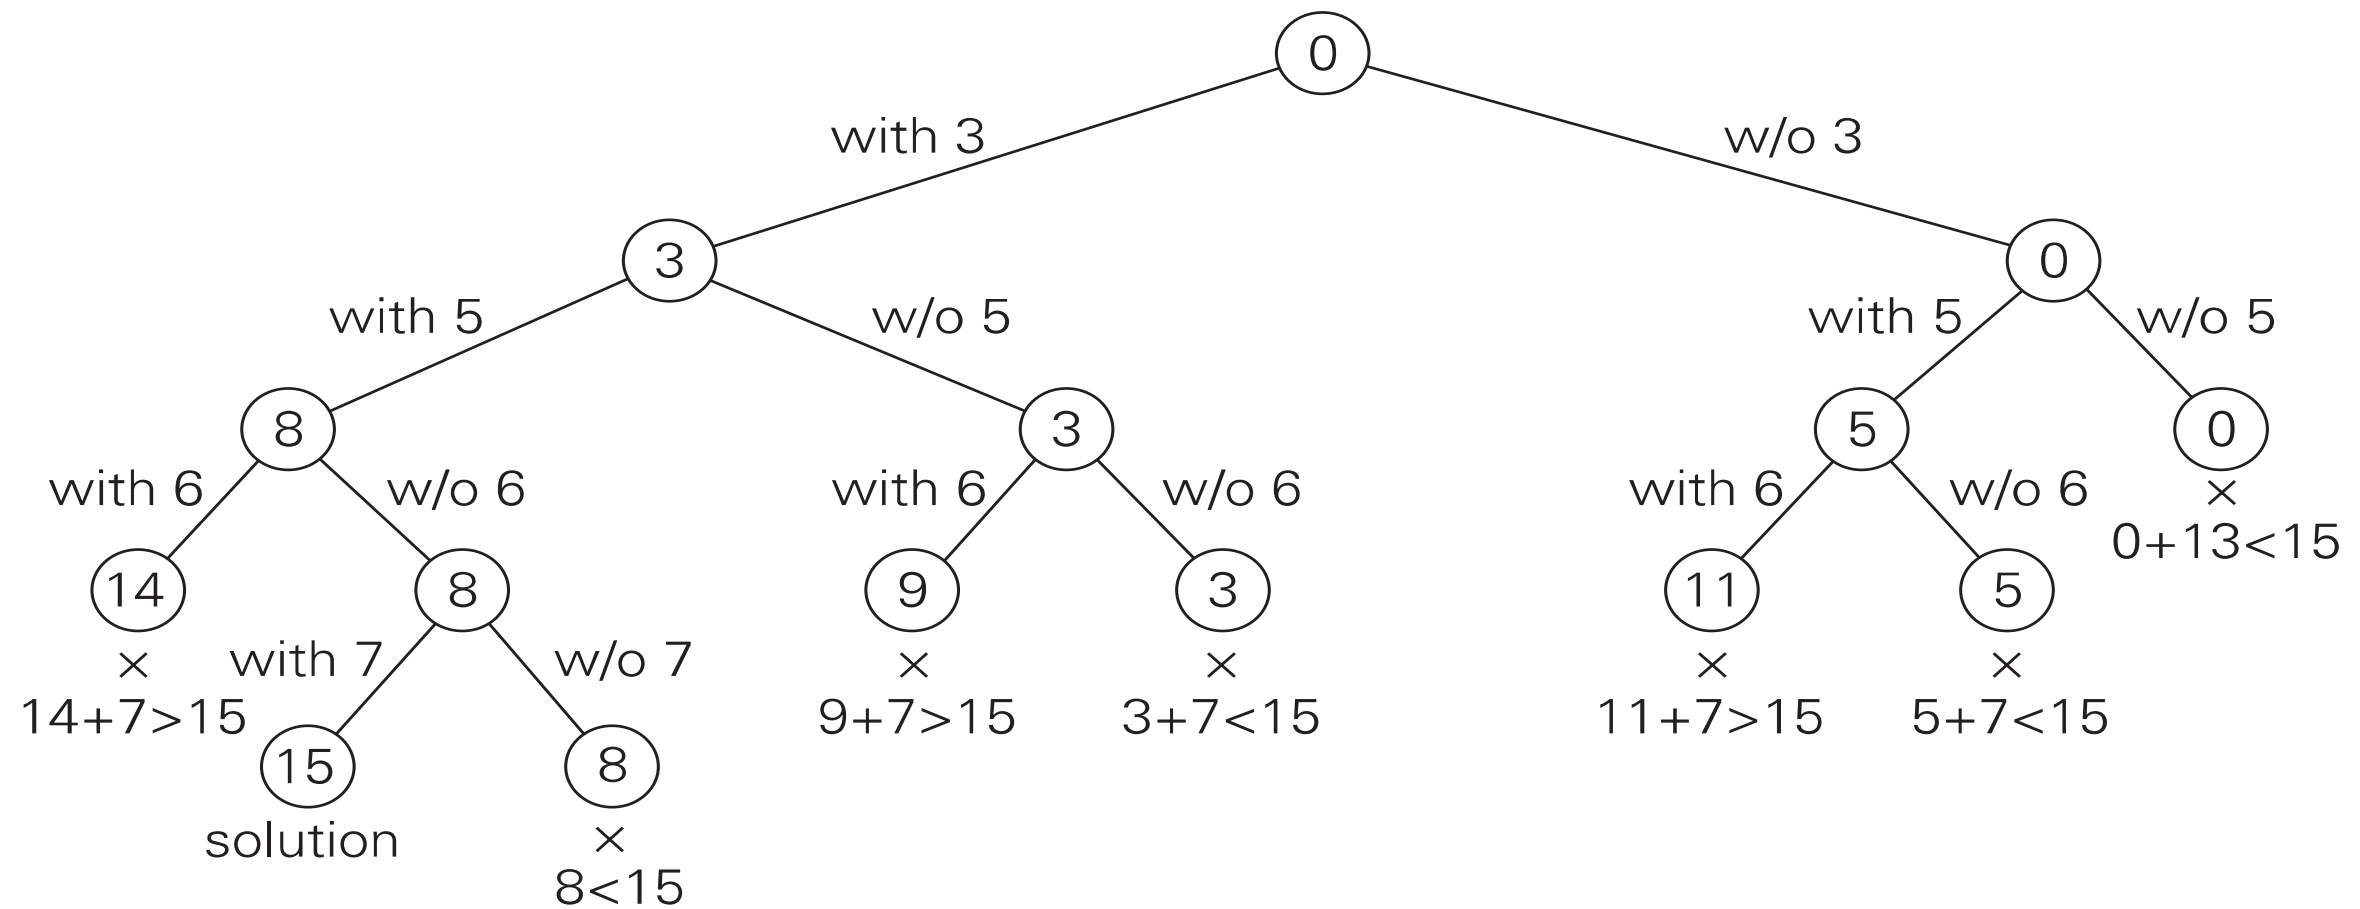 0
with 3
w/o 3
3
0
with 5
w/o 5
with 5
w/o 5
8
3
5
0
with 6
w/o 6
with 6
w/o 6
with 6
w/o 6
×
0+13<15
14
8
9
3
11
5
×
with 7
w/o 7
×
×
×
×
14+7>15
9+7>15
3+7<15
11+7>15
5+7<15
15
8
solution
×
8<15